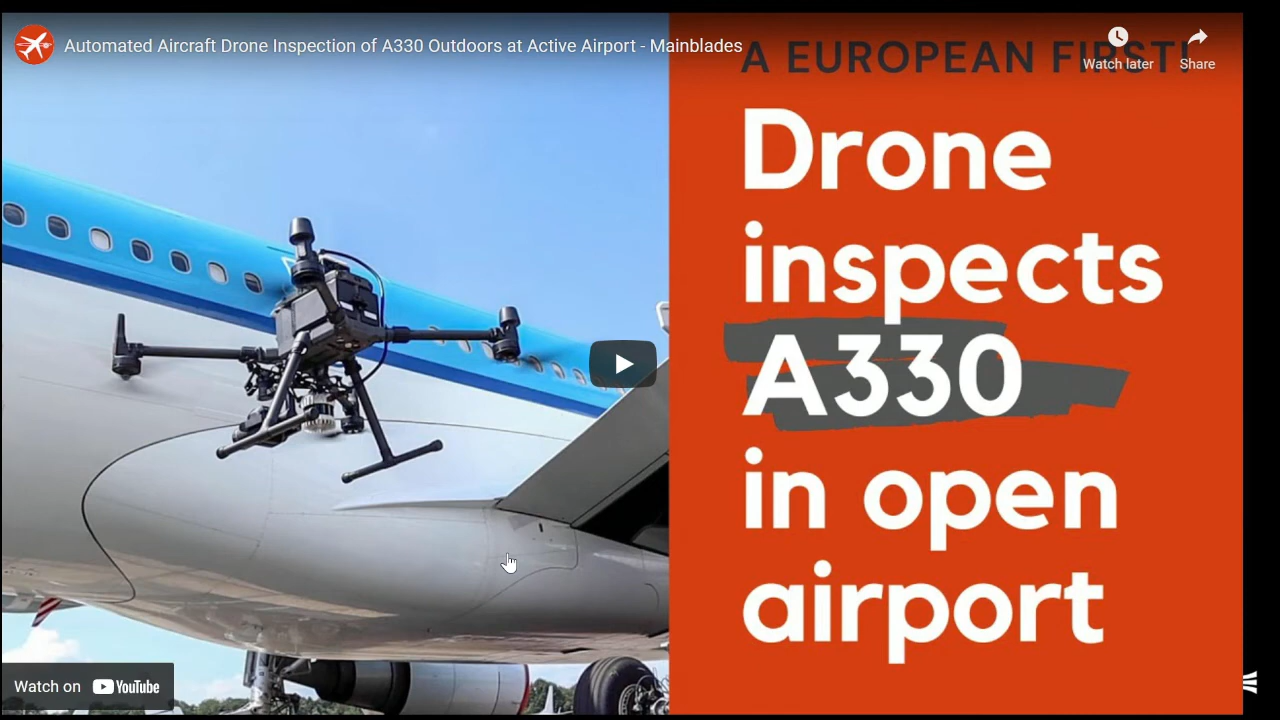 Automated Aircraft Drone Inspection of A330 Outdoors at Active Airport - Mainblades
A EUROPEAN FIRST!
Watch later
Share
Drone
inspects
A330
in open
airport
Watch on YouTube